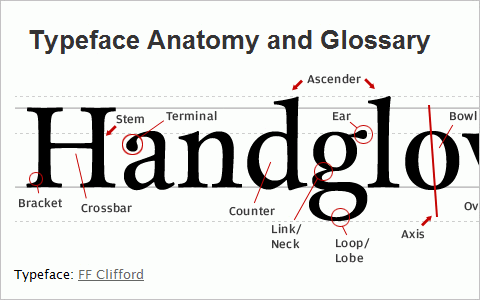 Typeface Anatomy and Glossary
Ascender
Stem
Terminal
Ear
Bowl
Handglov
Bracket
Crossbar
Counter
Link/
Neck
Loop/
Lobe
Axis
Ov
Typeface: FF Clifford